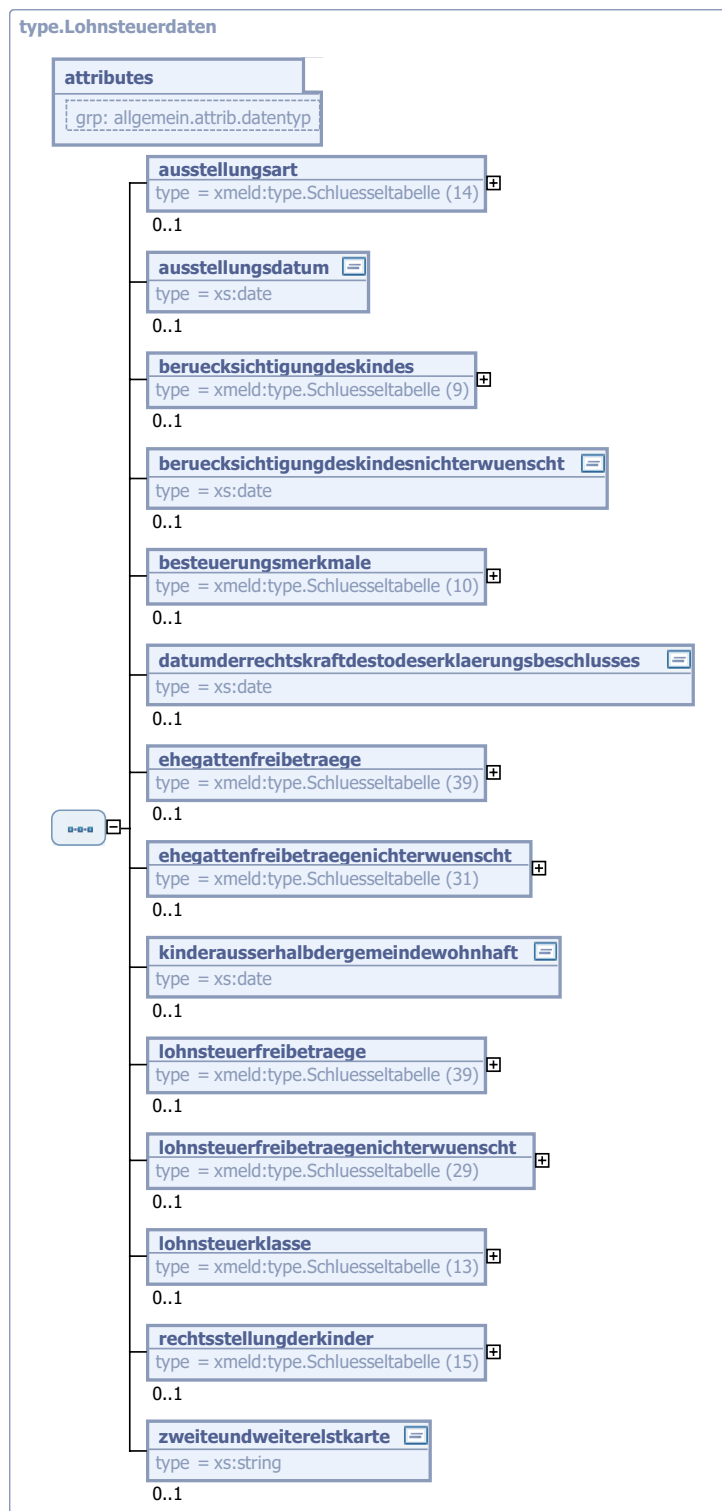 type.Lohnsteuerdaten
attributes
grp: allgemein.attrib.datentyp
ausstellungsart
type = xmeld:type.Schluesseltabelle (14)
0..1
ausstellungsdatum
type = xs:date
0..1
beruecksichtigungdeskindes
type = xmeld:type.Schluesseltabelle (9)
0..1
beruecksichtigungdeskindesnichterwuenscht
type = xs:date
0..1
besteuerungsmerkmale
type = xmeld:type.Schluesseltabelle (10)
0..1
datumderrechtskraftdestodeserklaerungsbeschlusses
type = xs:date
0..1
ehegattenfreibetraege
type = xmeld:type.Schluesseltabelle (39)
0..1
ehegattenfreibetraegenichterwuenscht
type = xmeld:type.Schluesseltabelle (31)
0..1
kinderausserhalbdergemeindewohnhaft
type = xs:date
0..1
lohnsteuerfreibetraege
type = xmeld:type.Schluesseltabelle (39)
0..1
lohnsteuerfreibetraegenichterwuenscht
type = xmeld:type.Schluesseltabelle (29)
0..1
lohnsteuerklasse
type = xmeld:type.Schluesseltabelle (13)
0..1
rechtsstellungderkinder
type = xmeld:type.Schluesseltabelle (15)
0..1
zweiteundweiterelstkarte
type = xs:string
0..1